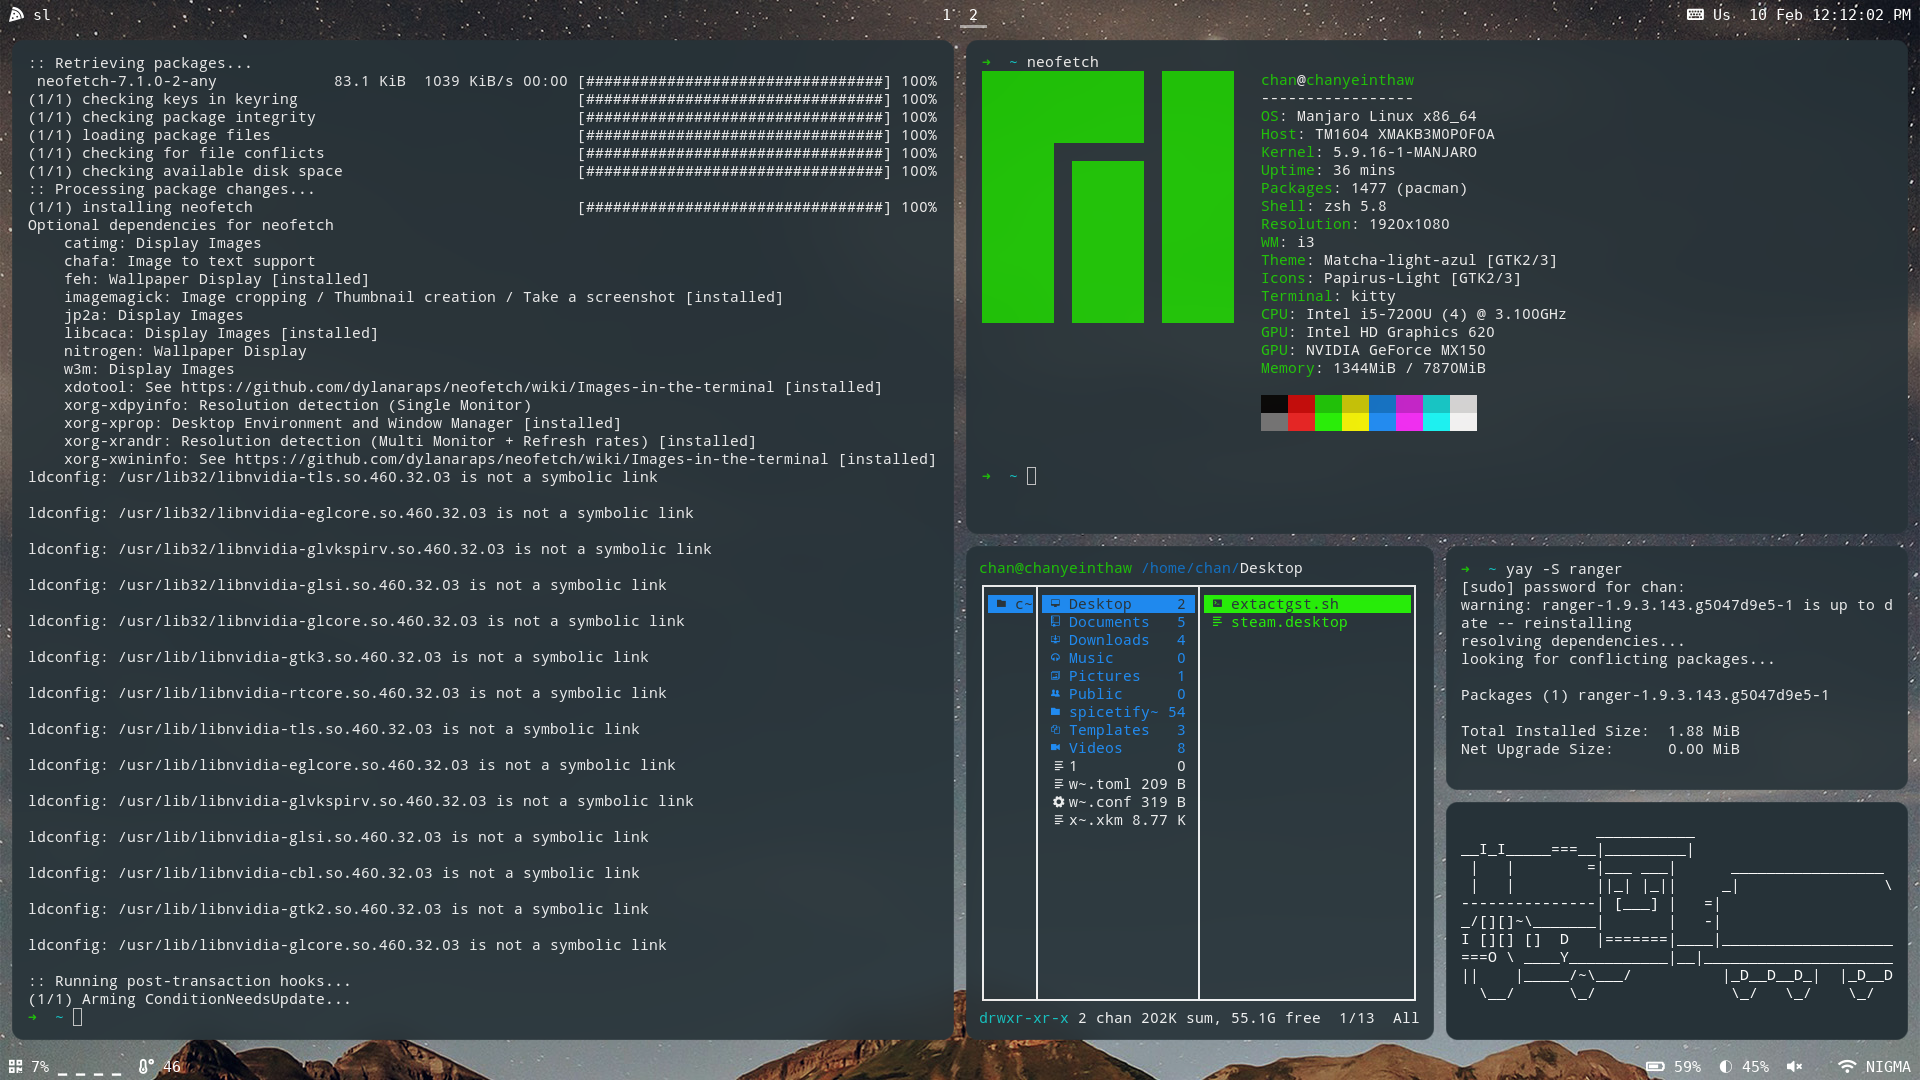 sl
1 2
Us 10 Feb 12:12:02 PM
:: Retrieving packages...
neofetch-7.1.0-2-any 83.1 KiB 1039 KiB/s 00:00 [#################################] 100%
(1/1) checking keys in keyring [#################################] 100%
(1/1) checking package integrity [#################################] 100%
(1/1) loading package files [#################################] 100%
(1/1) checking for file conflicts [#################################] 100%
(1/1) checking available disk space [#################################] 100%
:: Processing package changes...
(1/1) installing neofetch [#################################] 100%
Optional dependencies for neofetch
catimg: Display Images
chafa: Image to text support
feh: Wallpaper Display [installed]
imagemagick: Image cropping / Thumbnail creation / Take a screenshot [installed]
jp2a: Display Images
libcaca: Display Images [installed]
nitrogen: Wallpaper Display
w3m: Display Images
xdotool: See https://github.com/dylanaraps/neofetch/wiki/Images-in-the-terminal [installed]
xorg-xdpyinfo: Resolution detection (Single Monitor)
xorg-xprop: Desktop Environment and Window Manager [installed]
xorg-xrandr: Resolution detection (Multi Monitor + Refresh rates) [installed]
xorg-xwininfo: See https://github.com/dylanaraps/neofetch/wiki/Images-in-the-terminal [installed]
ldconfig: /usr/lib32/libnvidia-tls.so.460.32.03 is not a symbolic link
ldconfig: /usr/lib32/libnvidia-eglcore.so.460.32.03 is not a symbolic link
ldconfig: /usr/lib32/libnvidia-glvkspirv.so.460.32.03 is not a symbolic link
ldconfig: /usr/lib32/libnvidia-glsi.so.460.32.03 is not a symbolic link
ldconfig: /usr/lib32/libnvidia-glcore.so.460.32.03 is not a symbolic link
ldconfig: /usr/lib/libnvidia-gtk3.so.460.32.03 is not a symbolic link
ldconfig: /usr/lib/libnvidia-rtcore.so.460.32.03 is not a symbolic link
ldconfig: /usr/lib/libnvidia-tls.so.460.32.03 is not a symbolic link
ldconfig: /usr/lib/libnvidia-eglcore.so.460.32.03 is not a symbolic link
ldconfig: /usr/lib/libnvidia-glvkspirv.so.460.32.03 is not a symbolic link
ldconfig: /usr/lib/libnvidia-glsi.so.460.32.03 is not a symbolic link
ldconfig: /usr/lib/libnvidia-cbl.so.460.32.03 is not a symbolic link
ldconfig: /usr/lib/libnvidia-gtk2.so.460.32.03 is not a symbolic link
ldconfig: /usr/lib/libnvidia-glcore.so.460.32.03 is not a symbolic link
:: Running post-transaction hooks...
(1/1) Arming ConditionNeedsUpdate...
➜ ~
➜ ~ neofetch
chan@chanyeinthaw
-----------------
OS: Manjaro Linux x86_64
Host: TM1604 XMAKB3M0P0F0A
Kernel: 5.9.16-1-MANJARO
Uptime: 36 mins
Packages: 1477 (pacman)
Shell: zsh 5.8
Resolution: 1920x1080
WM: i3
Theme: Matcha-light-azul [GTK2/3]
Icons: Papirus-Light [GTK2/3]
Terminal: kitty
CPU: Intel i5-7200U (4) @ 3.100GHz
GPU: Intel HD Graphics 620
GPU: NVIDIA GeForce MX150
Memory: 1344MiB / 7870MiB
➜ ~
chan@chanyeinthaw /home/chan/Desktop
c~ Desktop 2 extactgst.sh
Documents 5 steam.desktop
Downloads 4
Music 0
Pictures 1
Public 0
spicetify~ 54
Templates 3
Videos 8
1 0
w~.toml 209 B
w~.conf 319 B
x~.xkm 8.77 K
drwxr-xr-x 2 chan 202K sum, 55.1G free 1/13 All
➜ ~ yay -S ranger
[sudo] password for chan:
warning: ranger-1.9.3.143.g5047d9e5-1 is up to d
ate -- reinstalling
resolving dependencies...
looking for conflicting packages...
Packages (1) ranger-1.9.3.143.g5047d9e5-1
Total Installed Size: 1.88 MiB
Net Upgrade Size: 0.00 MiB
               ___________
__I_I_____===__|_________|
 |   |        =|___ ___|      _________________
 |   |         ||_| |_||     _|                \
---------------| [___] |   =|
_/[][]~\_______|       |   -|
I [][] []  D   |=======|____|___________________
===O \ ____Y___________|__|_____________________
||    |_____/~\___/          |_D__D__D_|  |_D__D
  \__/      \_/               \_/   \_/    \_/
7% _ _ _ _ 46
59% 45% NIGMA